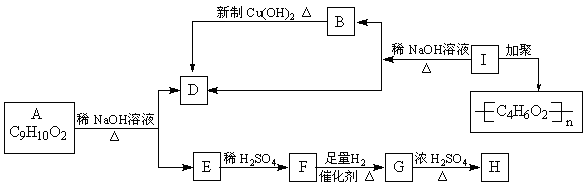 新制 Cu(OH)₂ △
B
稀 NaOH溶液
△
I
加聚
D
A
C₉H₁₀O₂
稀 NaOH溶液
△
─[C₄H₆O₂]─n
E
稀 H₂SO₄
F
足量H₂
催化剂 △
G
浓 H₂SO₄
△
H